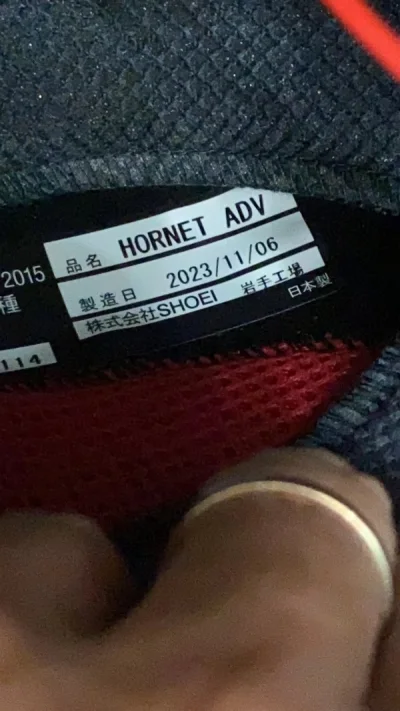 品名 HORNET ADV
2015 製造日 2023/11/06
種 株式会社SHOEI 岩手工場
日本製
114